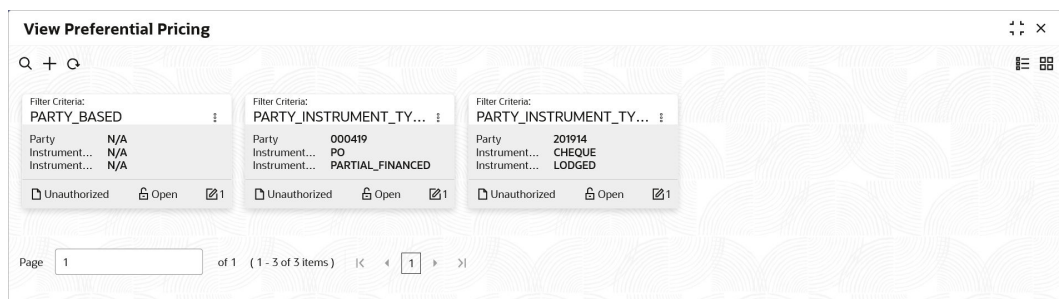 View Preferential Pricing
Filter Criteria:
PARTY_BASED
Party N/A
Instrument... N/A
Instrument... N/A
Unauthorized Open 1
Filter Criteria:
PARTY_INSTRUMENT_TY...
Party 000419
Instrument... PO
Instrument... PARTIAL_FINANCED
Unauthorized Open 1
Filter Criteria:
PARTY_INSTRUMENT_TY...
Party 201914
Instrument... CHEQUE
Instrument... LODGED
Unauthorized Open 1
Page 1 of 1 ( 1 - 3 of 3 items ) 1